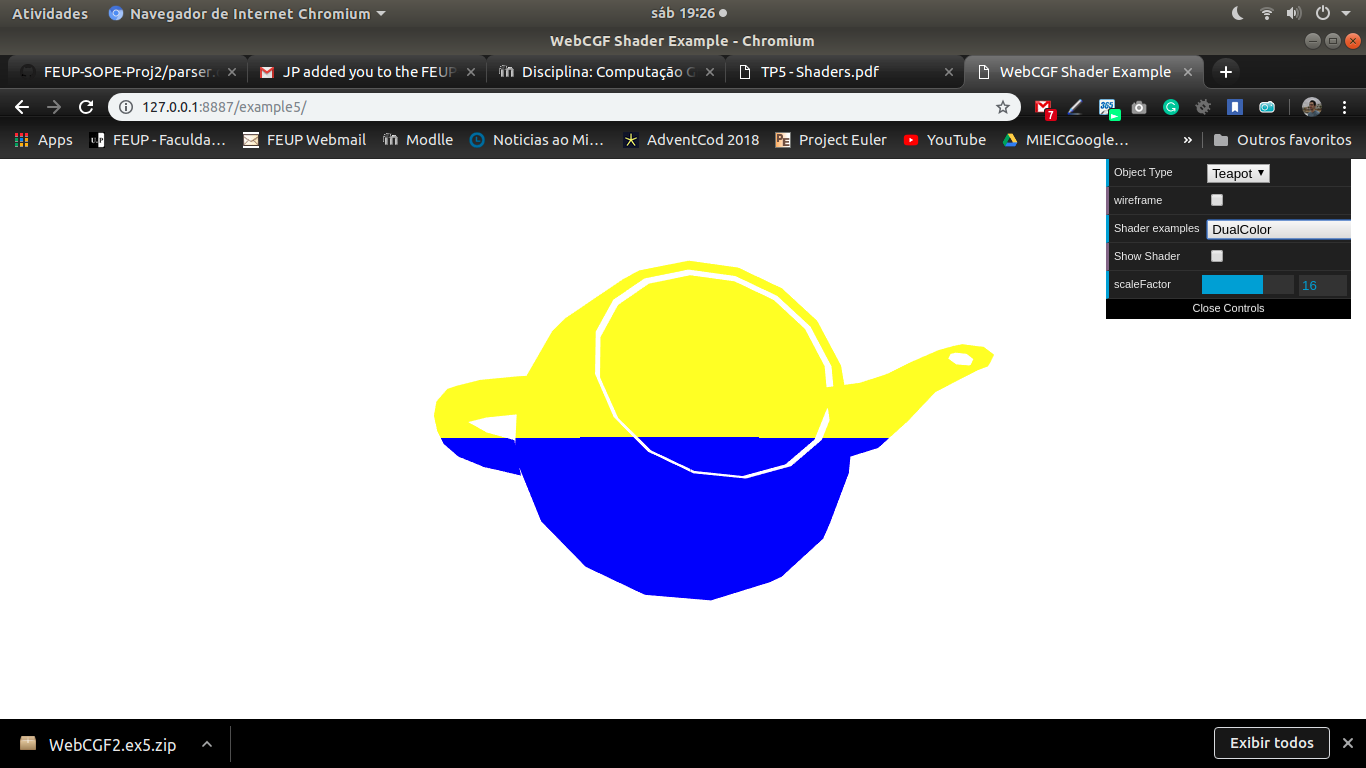 Atividades Navegador de Internet Chromium sáb 19:26
WebCGF Shader Example - Chromium
FEUP-SOPE-Proj2/parser. JP added you to the FEUP Disciplina: Computação G TP5 - Shaders.pdf WebCGF Shader Example
127.0.0.1:8887/example5/ 7 365
Apps FEUP - Faculda... FEUP Webmail Modlle Noticias ao Mi... AdventCod 2018 Project Euler YouTube MIEICGoogle... » Outros favoritos
Object Type Teapot
wireframe
Shader examples DualColor
Show Shader
scaleFactor 16
Close Controls
WebCGF2.ex5.zip Exibir todos